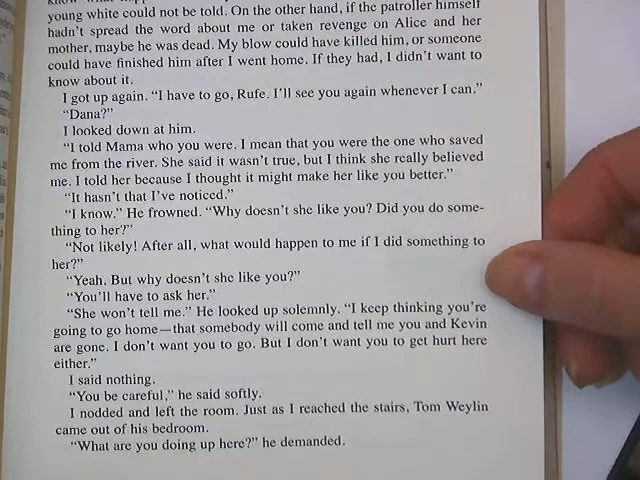 young white could not be told. On the other hand, if the patroller himself
hadn't spread the word about me or taken revenge on Alice and her
mother, maybe he was dead. My blow could have killed him, or someone
could have finished him after I went home. If they had, I didn't want to
know about it.
I got up again. “I have to go, Rufe. I'll see you again whenever I can.”
“Dana?”
I looked down at him.
“I told Mama who you were. I mean that you were the one who saved
me from the river. She said it wasn't true, but I think she really believed
me. I told her because I thought it might make her like you better.”
“It hasn't that I've noticed.”
“I know.” He frowned. “Why doesn't she like you? Did you do some-
thing to her?”
“Not likely! After all, what would happen to me if I did something to
her?”
“Yeah. But why doesn't she like you?”
“You'll have to ask her.”
“She won't tell me.” He looked up solemnly. “I keep thinking you're
going to go home—that somebody will come and tell me you and Kevin
are gone. I don't want you to go. But I don't want you to get hurt here
either.”
I said nothing.
“You be careful,” he said softly.
I nodded and left the room. Just as I reached the stairs, Tom Weylin
came out of his bedroom.
“What are you doing up here?” he demanded.